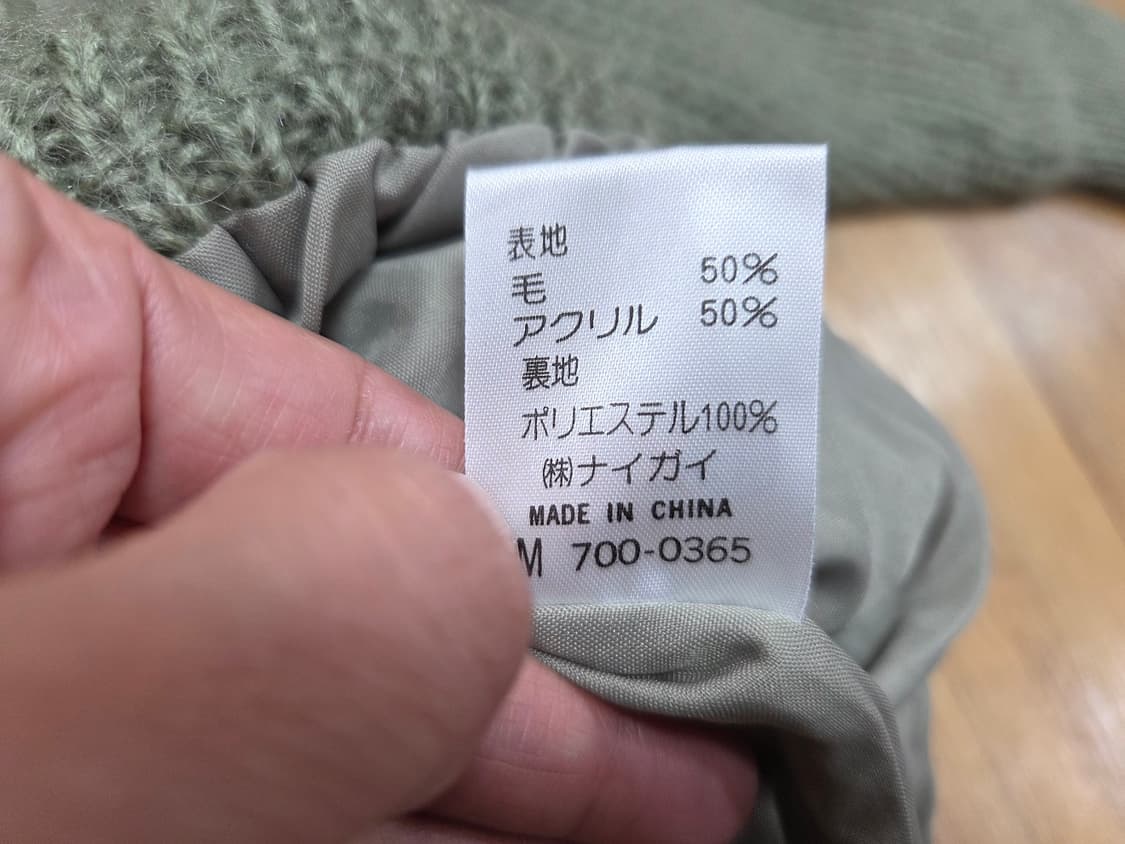 表地
毛 50%
アクリル 50%
裏地
ポリエステル100%
㈱ナイガイ
MADE IN CHINA
M 700-0365